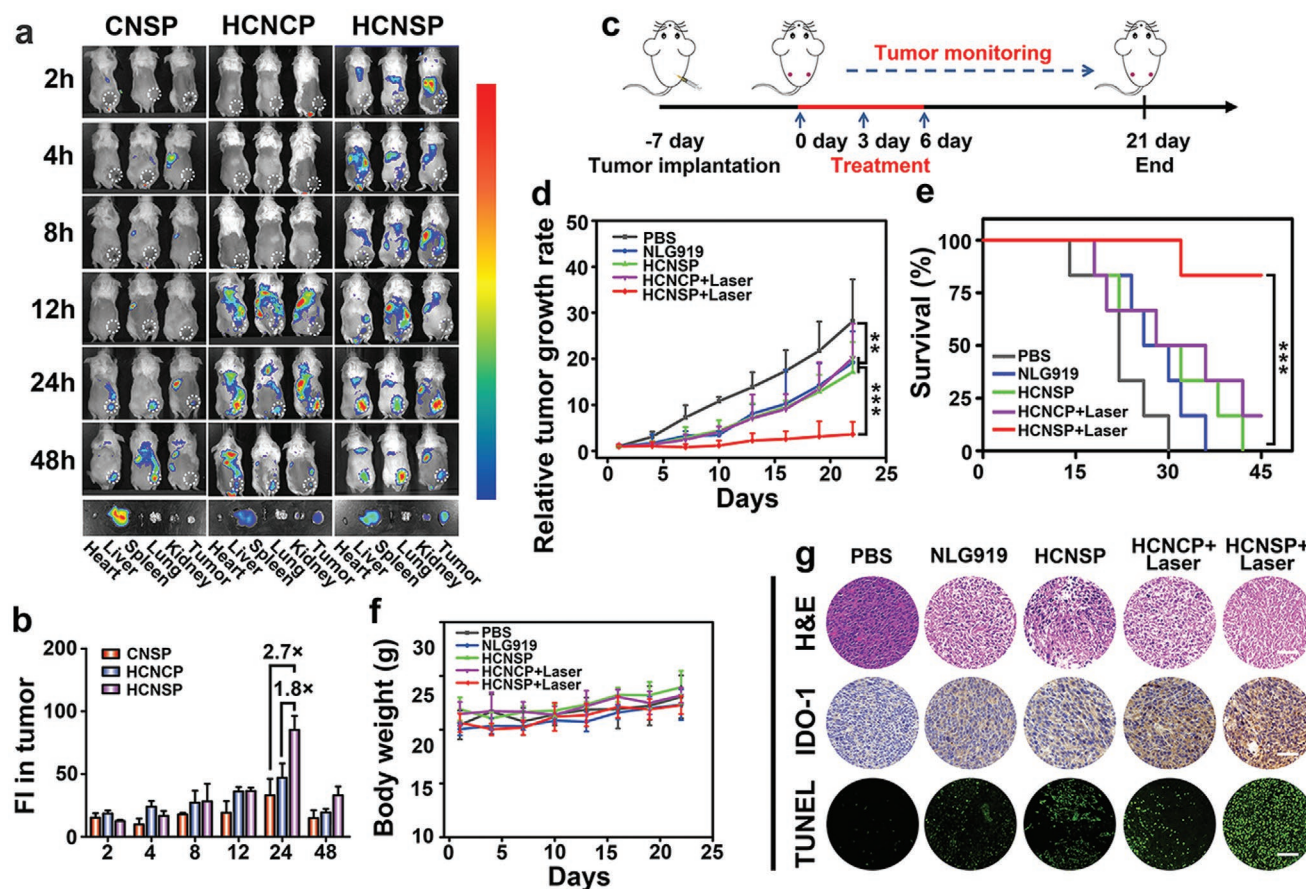 a
CNSP HCNCP HCNSP
2h
4h
8h
12h
24h
48h
Heart Liver Spleen Lung Kidney Tumor Heart Liver Spleen Lung Kidney Tumor Heart Liver Spleen Lung Kidney Tumor
b
FI in tumor
200
150
100
50
0
CNSP
HCNCP
HCNSP
2.7×
1.8×
2 4 8 12 24 48
c
Tumor monitoring
-7 day 0 day 3 day 6 day 21 day
Tumor implantation Treatment End
d
Relative tumor growth rate
50
40
30
20
10
0
PBS
NLG919
HCNSP
HCNCP+Laser
HCNSP+Laser
**
***
0 5 10 15 20 25
Days
e
Survival (%)
100
75
50
25
0
PBS
NLG919
HCNSP
HCNCP+Laser
HCNSP+Laser
***
15 30 45
f
Body weight (g)
30
25
20
15
10
PBS
NLG919
HCNSP
HCNCP+Laser
HCNSP+Laser
0 5 10 15 20 25
Days
g
PBS NLG919 HCNSP HCNCP+ Laser HCNSP+ Laser
H&E
IDO-1
TUNEL